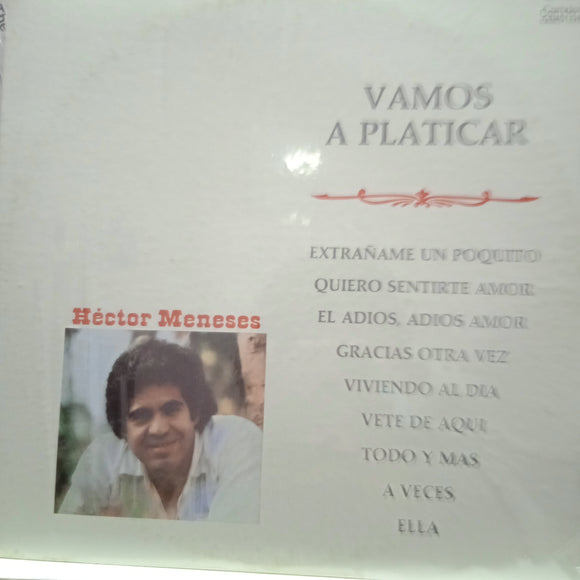 VAMOS
A PLATICAR
EXTRAÑAME UN POQUITO
QUIERO SENTIRTE AMOR
EL ADIOS, ADIOS AMOR
GRACIAS OTRA VEZ
VIVIENDO AL DIA
VETE DE AQUI
TODO Y MAS
A VECES
ELLA
Héctor Meneses